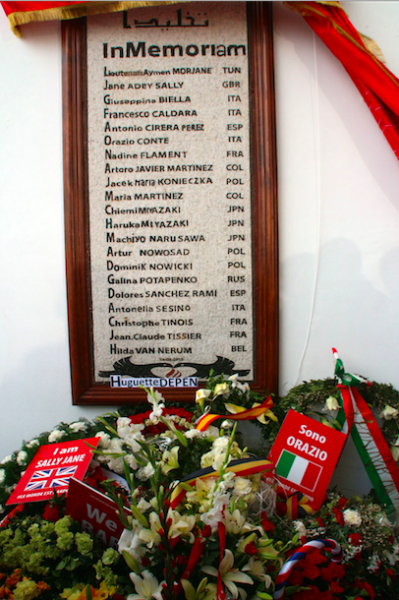 تخليدا
In Memoriam
Lieutenant Aymen MORJANE TUN
Jane ADEY SALLY GBR
Giuseppina BIELLA ITA
Francesco CALDARA ITA
Antonio CIRERA PEREZ ESP
Orazio CONTE ITA
Nadine FLAMENT FRA
Arturo JAVIER MARTINEZ COL
Jacek Maria KONIECZKA POL
Maria MARTINEZ COL
Chiemi MIYAZAKI JPN
Haruka MIYAZAKI JPN
Machiyo NARUSAWA JPN
Artur NOWOSAD POL
Dominik NOWICKI POL
Galina POTAPENKO RUS
Dolores SANCHEZ RAMI ESP
Antonella SESINO ITA
Christophe TINOIS FRA
Jean.Claude TISSIER FRA
Hilda VAN NERUM BEL
Huguette DEPEN
I am
SALLY JANE
Sono
ORAZIO
We